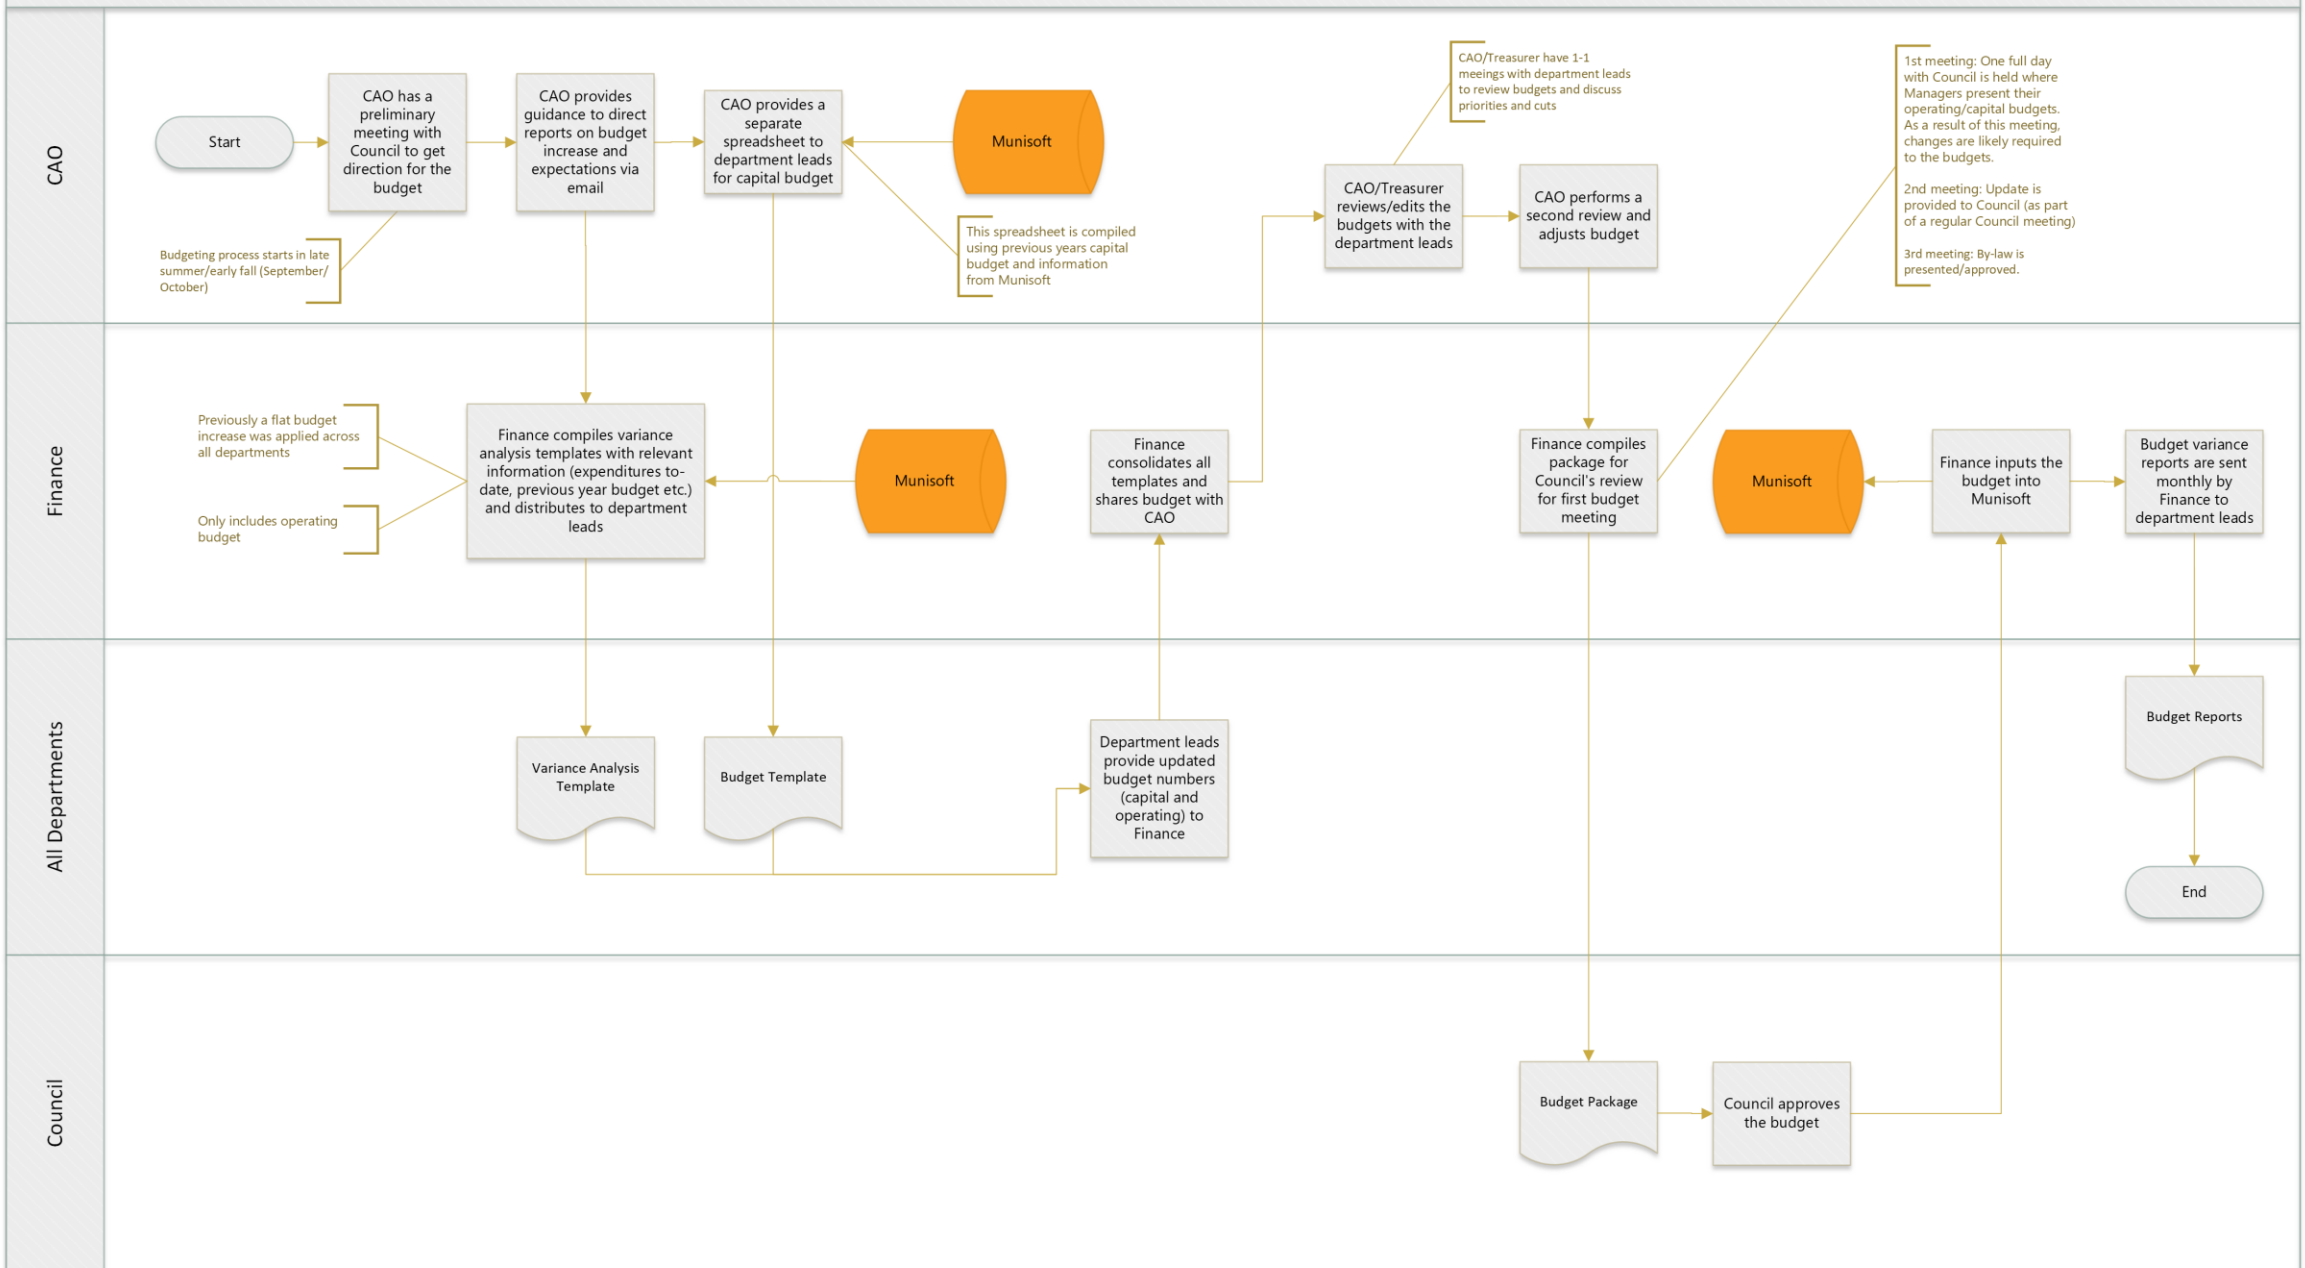 CAO
Start
CAO has a
preliminary
meeting with
Council to get
direction for the
budget
CAO provides
guidance to direct
reports on budget
increase and
expectations via
email
CAO provides a
separate
spreadsheet to
department leads
for capital budget
Munisoft
Budgeting process starts in late
summer/early fall (September/
October)
This spreadsheet is compiled
using previous years capital
budget and information
from Munisoft
CAO/Treasurer have 1-1
meeings with department leads
to review budgets and discuss
priorities and cuts
CAO/Treasurer
reviews/edits the
budgets with the
department leads
CAO performs a
second review and
adjusts budget
1st meeting: One full day
with Council is held where
Managers present their
operating/capital budgets.
As a result of this meeting,
changes are likely required
to the budgets.
2nd meeting: Update is
provided to Council (as part
of a regular Council meeting)
3rd meeting: By-law is
presented/approved.
Finance
Previously a flat budget
increase was applied across
all departments
Only includes operating
budget
Finance compiles variance
analysis templates with relevant
information (expenditures to-
date, previous year budget etc.)
and distributes to department
leads
Munisoft
Finance
consolidates all
templates and
shares budget with
CAO
Finance compiles
package for
Council's review
for first budget
meeting
Munisoft
Finance inputs the
budget into
Munisoft
Budget variance
reports are sent
monthly by
Finance to
department leads
All Departments
Variance Analysis
Template
Budget Template
Department leads
provide updated
budget numbers
(capital and
operating) to
Finance
Budget Reports
End
Council
Budget Package
Council approves
the budget